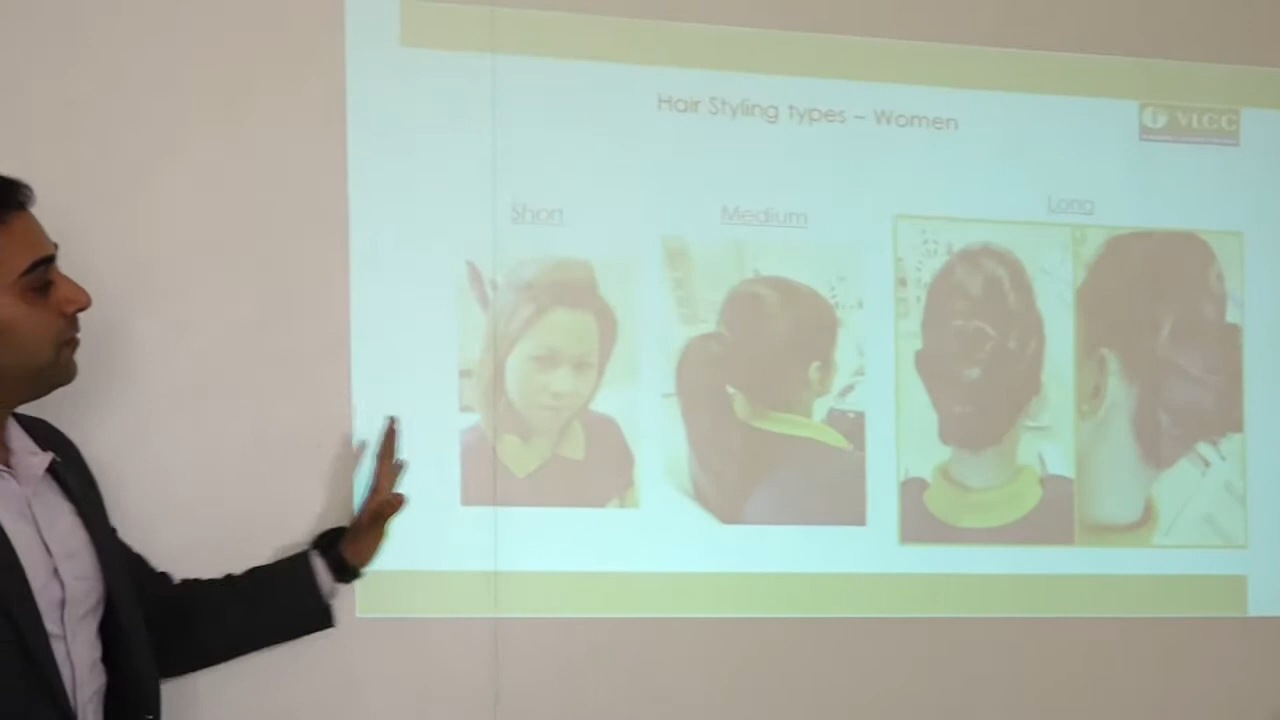 Hair Styling types – Women
VLCC
Short
Medium
Long